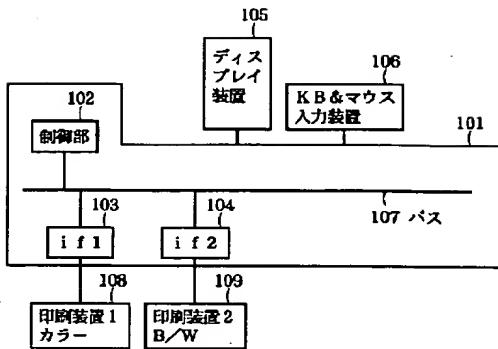 105
ディス
プレイ
装置
106
KB&マウス
入力装置
101
102
制御部
107 バス
103
if1
104
if2
108
印刷装置1
カラー
109
印刷装置2
B/W